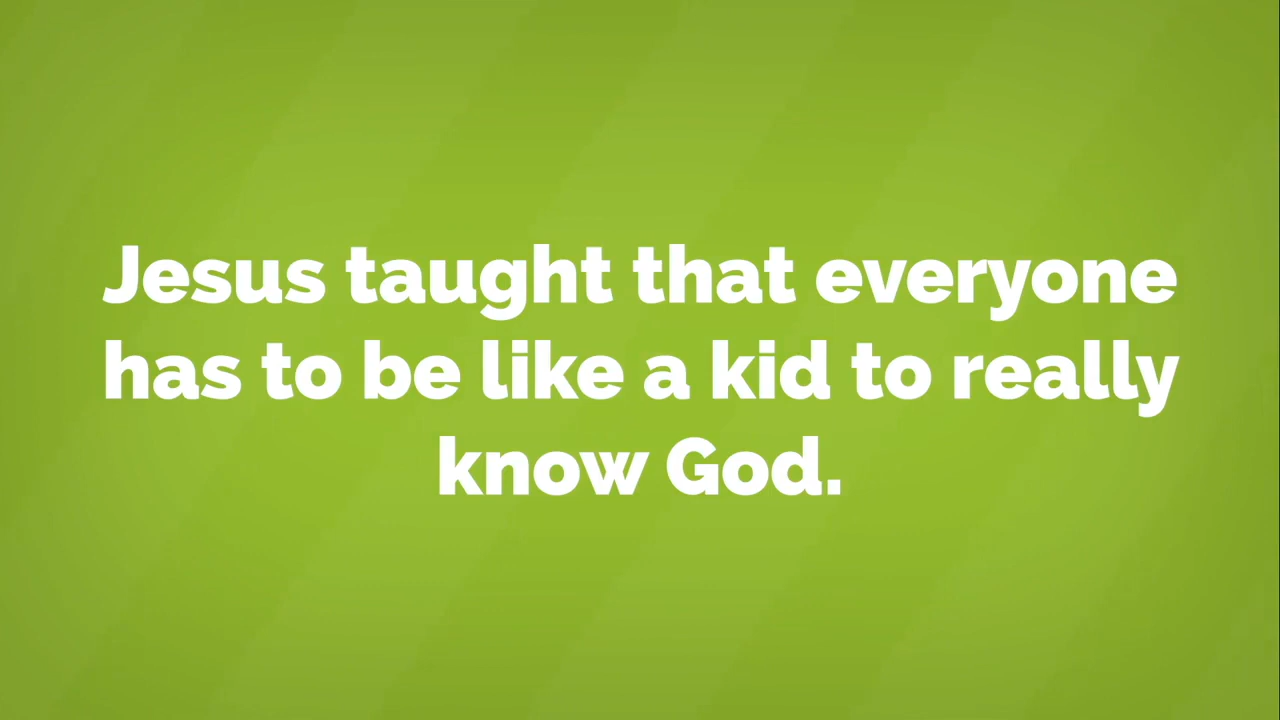 Jesus taught that everyone
has to be like a kid to really
know God.